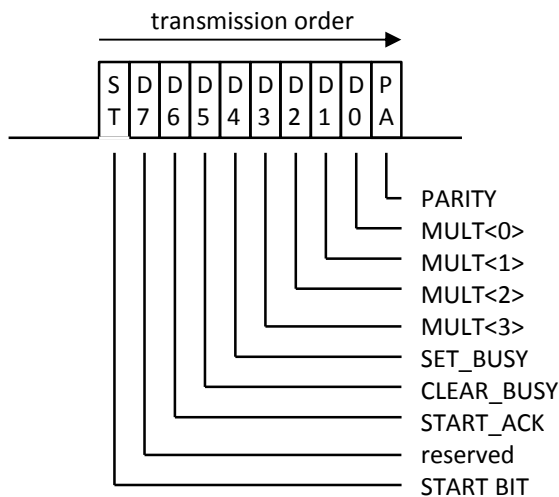 transmission order
S D D D D D D D D P
T 7 6 5 4 3 2 1 0 A
PARITY
MULT<0>
MULT<1>
MULT<2>
MULT<3>
SET_BUSY
CLEAR_BUSY
START_ACK
reserved
START BIT